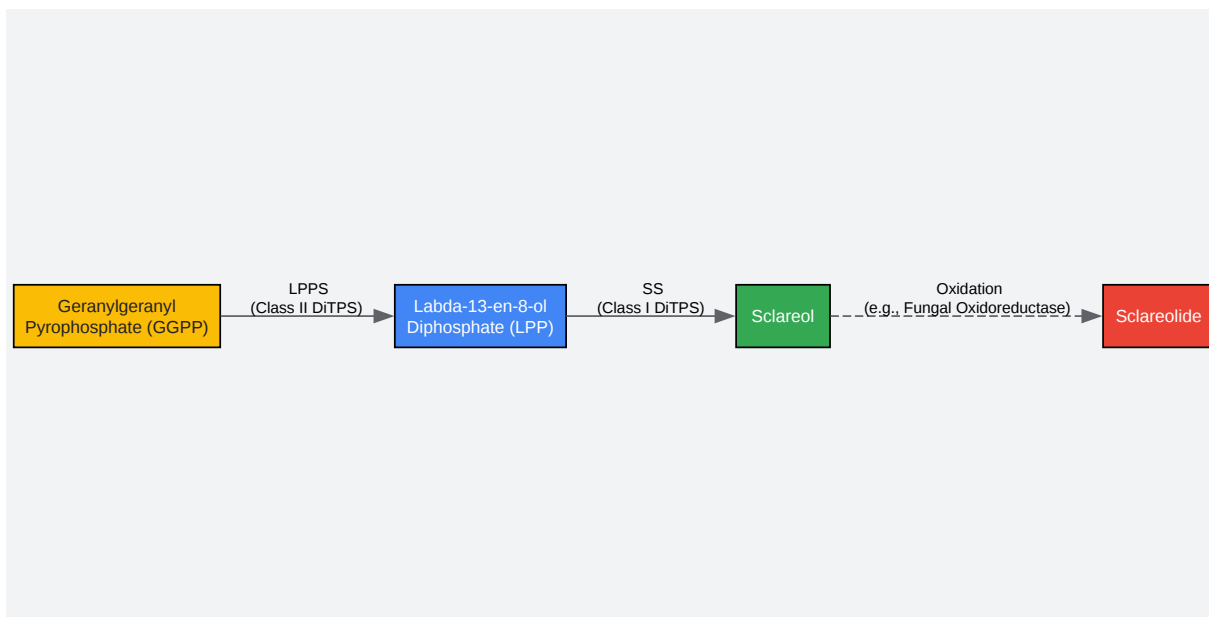 Geranylgeranyl
Pyrophosphate (GGPP)
LPPS
(Class II DiTPS)
Labda-13-en-8-ol
Diphosphate (LPP)
SS
(Class I DiTPS)
Sclareol
Oxidation
(e.g., Fungal Oxidoreductase)
Sclareolide